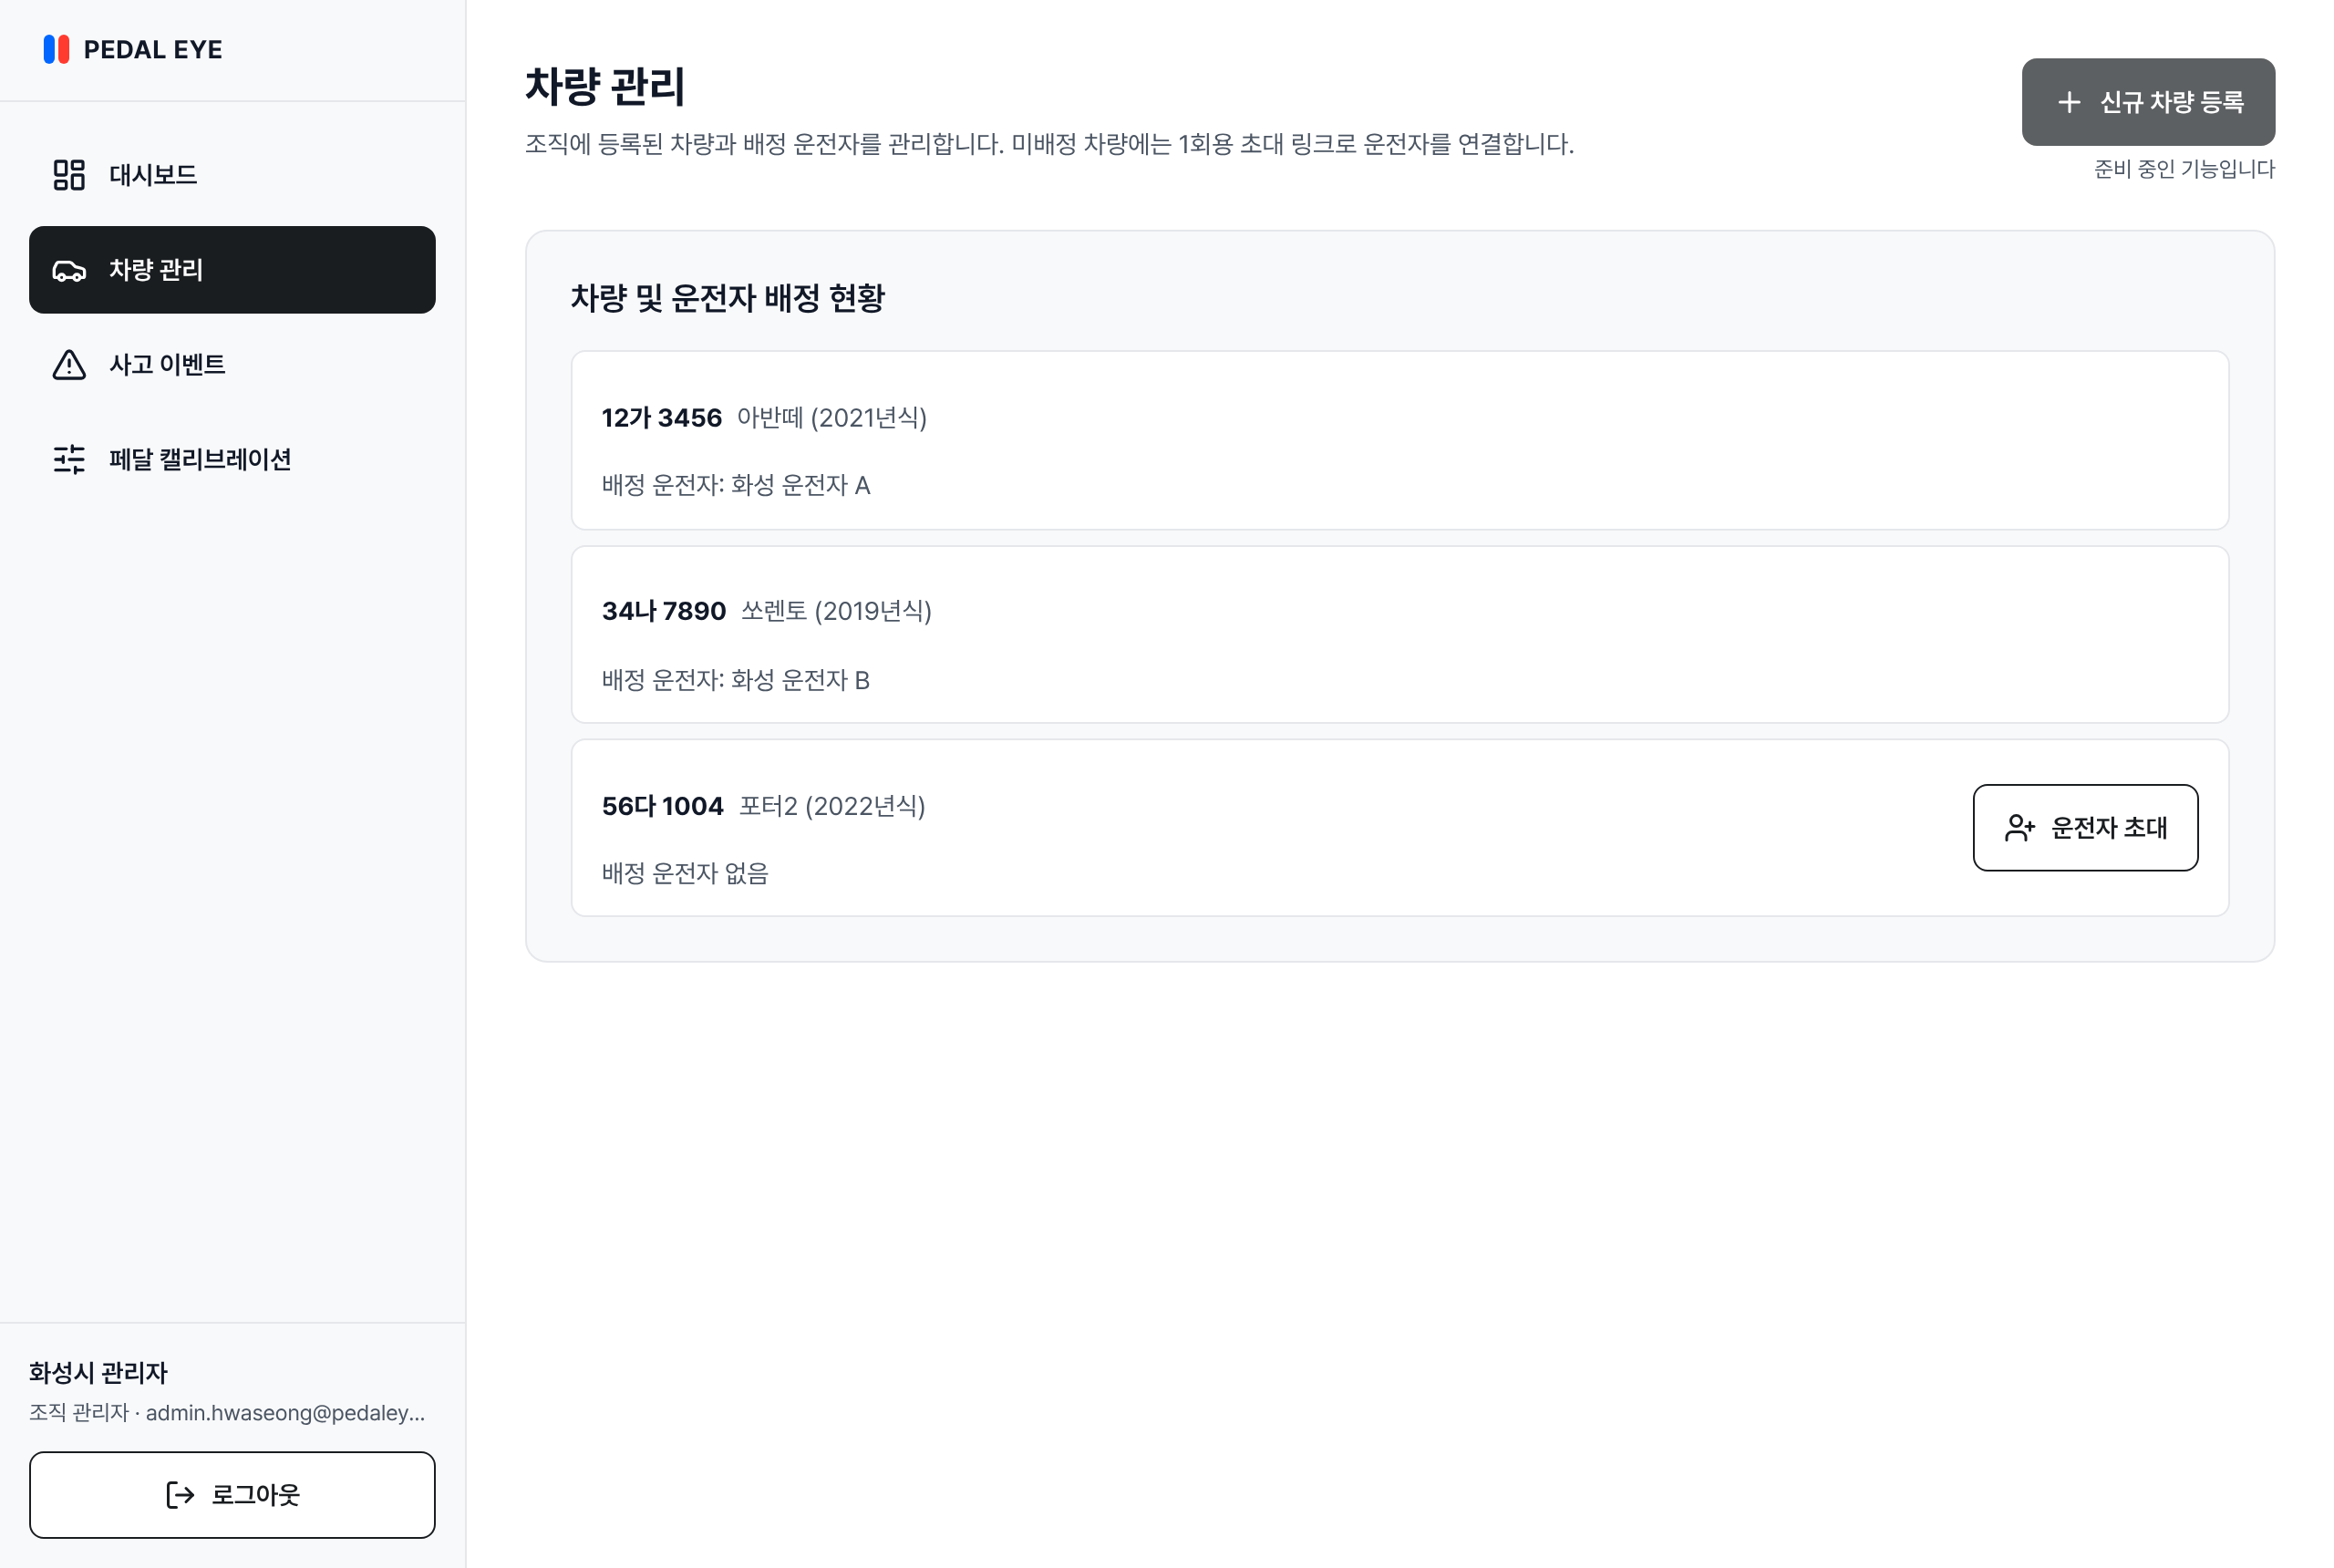 PEDAL EYE
대시보드
차량 관리
사고 이벤트
페달 캘리브레이션
화성시 관리자
조직 관리자 · admin.hwaseong@pedaley...
로그아웃
차량 관리
조직에 등록된 차량과 배정 운전자를 관리합니다. 미배정 차량에는 1회용 초대 링크로 운전자를 연결합니다.
신규 차량 등록
준비 중인 기능입니다
차량 및 운전자 배정 현황
12가 3456 아반떼 (2021년식)
배정 운전자: 화성 운전자 A
34나 7890 쏘렌토 (2019년식)
배정 운전자: 화성 운전자 B
56다 1004 포터2 (2022년식)
배정 운전자 없음
운전자 초대